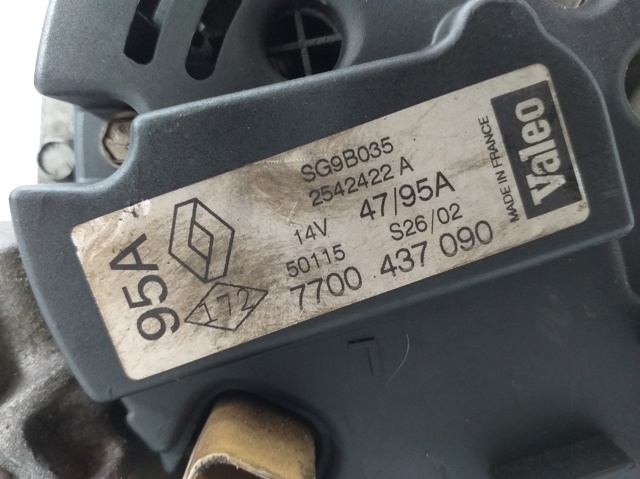 SG9B035
2542422 A
14V 47/95A
50115 S26/02
7700 437 090
95A
172
MADE IN FRANCE
Valeo